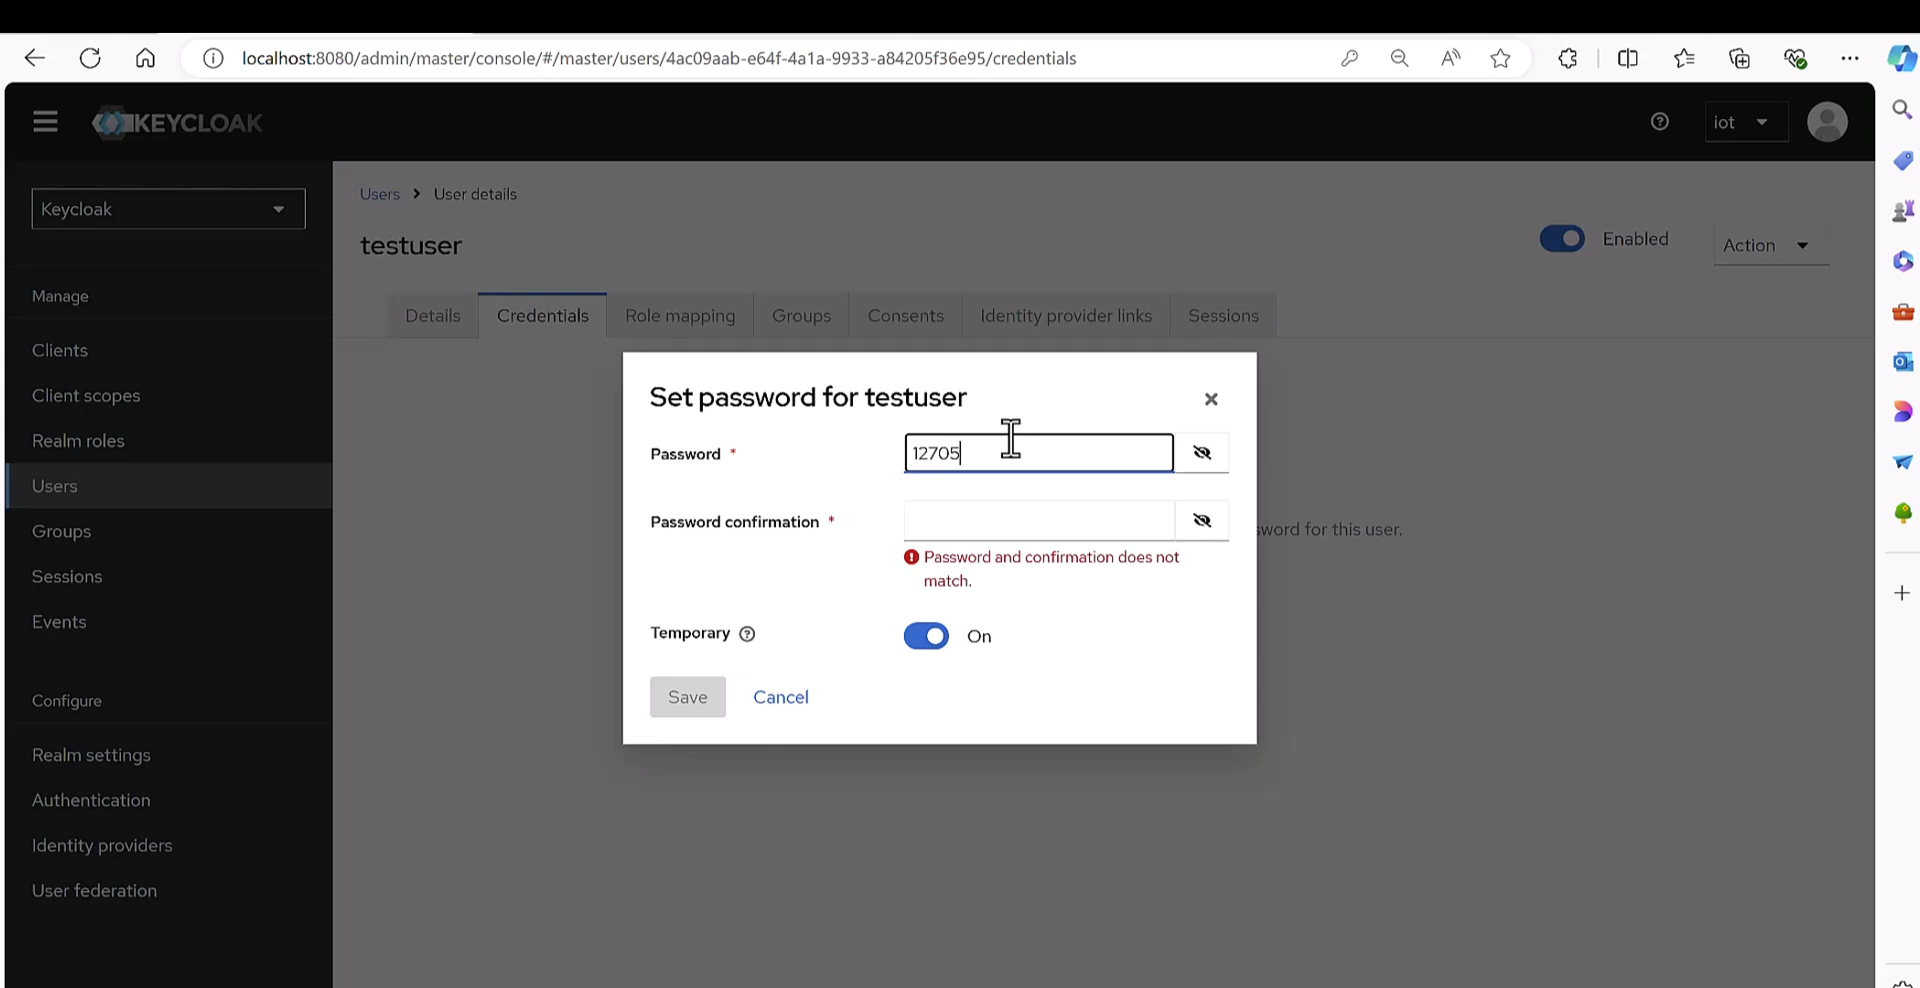 localhost:8080/admin/master/console/#/master/users/4ac09aab-e64f-4a1a-9933-a84205f36e95/credentials
KEYCLOAK
iot
Keycloak
Manage
Clients
Client scopes
Realm roles
Users
Groups
Sessions
Events
Configure
Realm settings
Authentication
Identity providers
User federation
Users > User details
testuser
Enabled
Action
Details Credentials Role mapping Groups Consents Identity provider links Sessions
sword for this user.
Set password for testuser
Password *
12705
Password confirmation *
Password and confirmation does not
match.
Temporary
On
Save Cancel